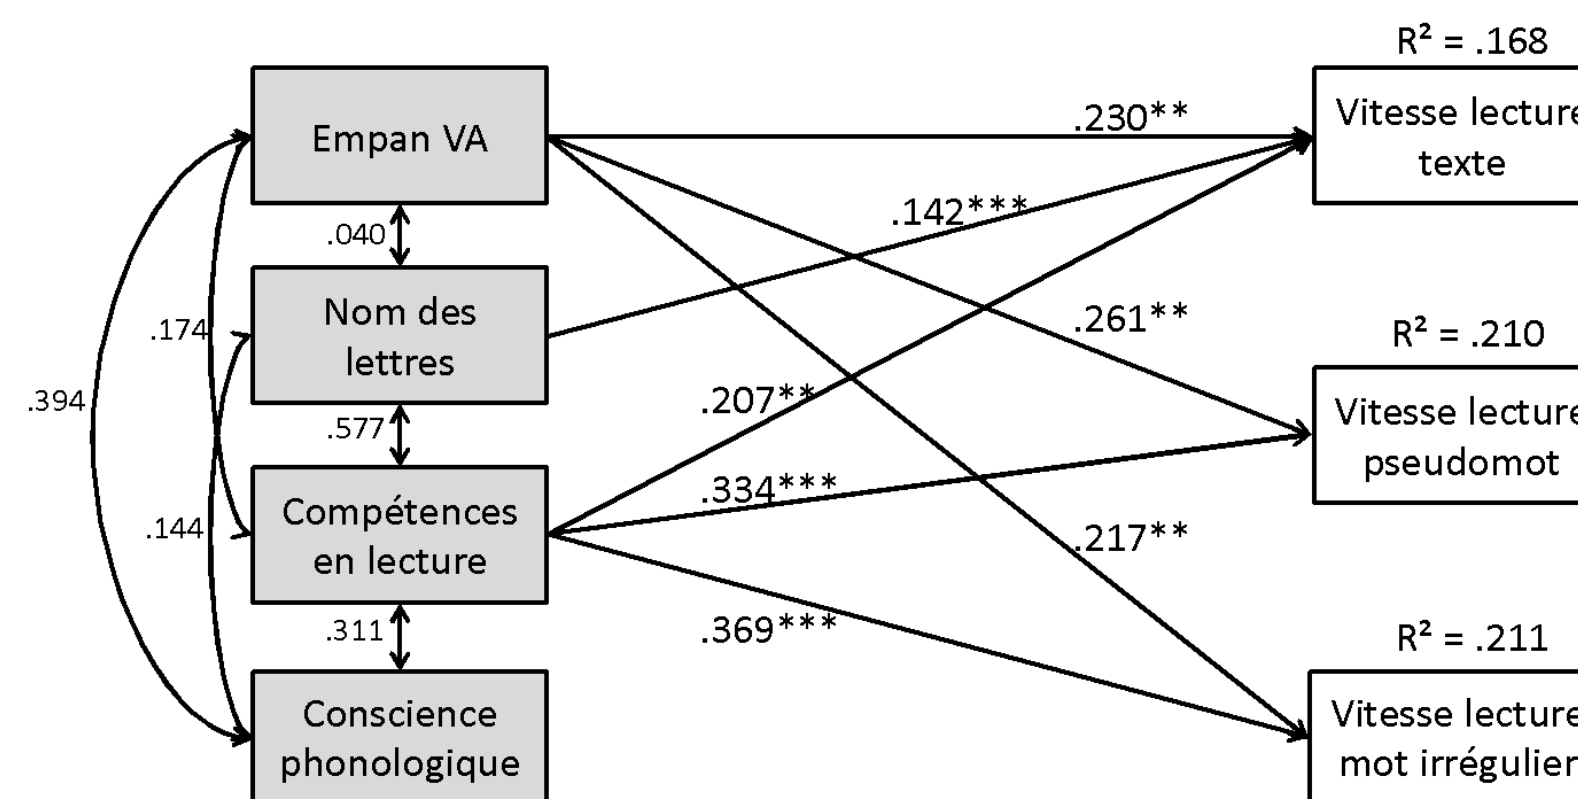 R² = .168
Empan VA
.230**
Vitesse lecture
texte
.142***
.040
Nom des
lettres
.174
.261**
R² = .210
.394
.207**
.577
Vitesse lecture
pseudomot
.334***
Compétences
en lecture
.144
.217**
.311
.369***
R² = .211
Conscience
phonologique
Vitesse lecture
mot irrégulier